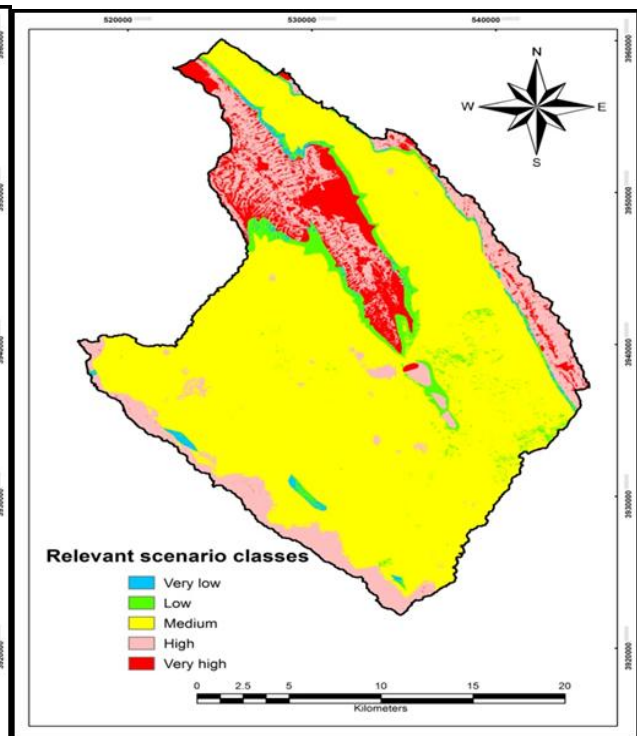 520000 530000 540000
3960000
N
W E
S
3950000
3940000
3930000
Relevant scenario classes
Very low
Low
Medium
High
Very high
3920000
0 2.5 5 10 15 20
Kilometers